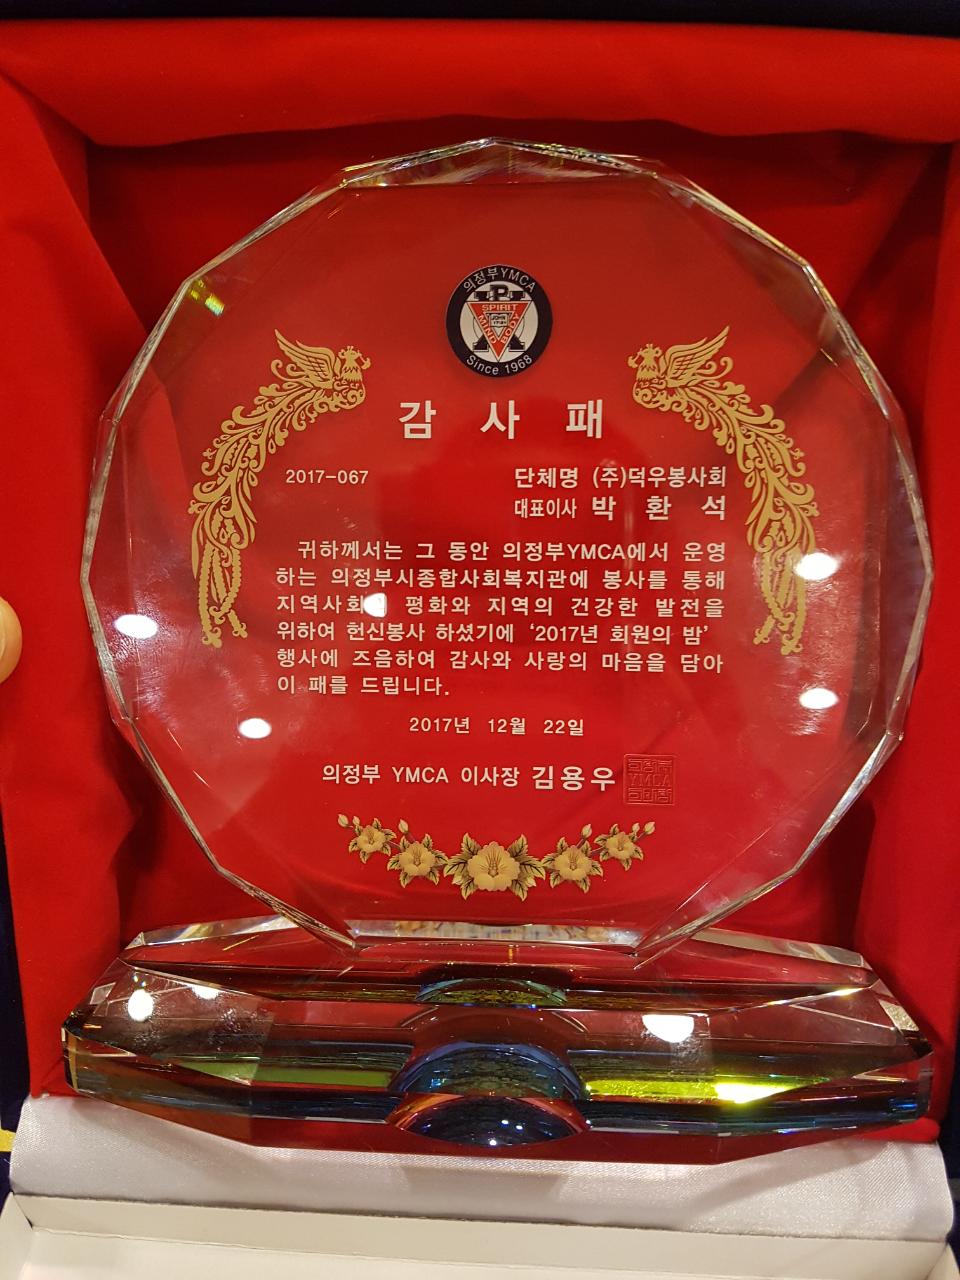 의정부YMCA
SPIRIT
MIND
BODY
JOHN
17:21
Since 1968
감 사 패
2017-067
단체명 (주)덕우봉사회
대표이사 박 환 석
귀하께서는 그 동안 의정부YMCA에서 운영
하는 의정부시종합사회복지관에 봉사를 통해
지역사회 평화와 지역의 건강한 발전을
위하여 헌신봉사 하셨기에 ‘2017년 회원의 밤’
행사에 즈음하여 감사와 사랑의 마음을 담아
이 패를 드립니다.
2017년 12월 22일
의정부 YMCA 이사장 김용우
YMCA